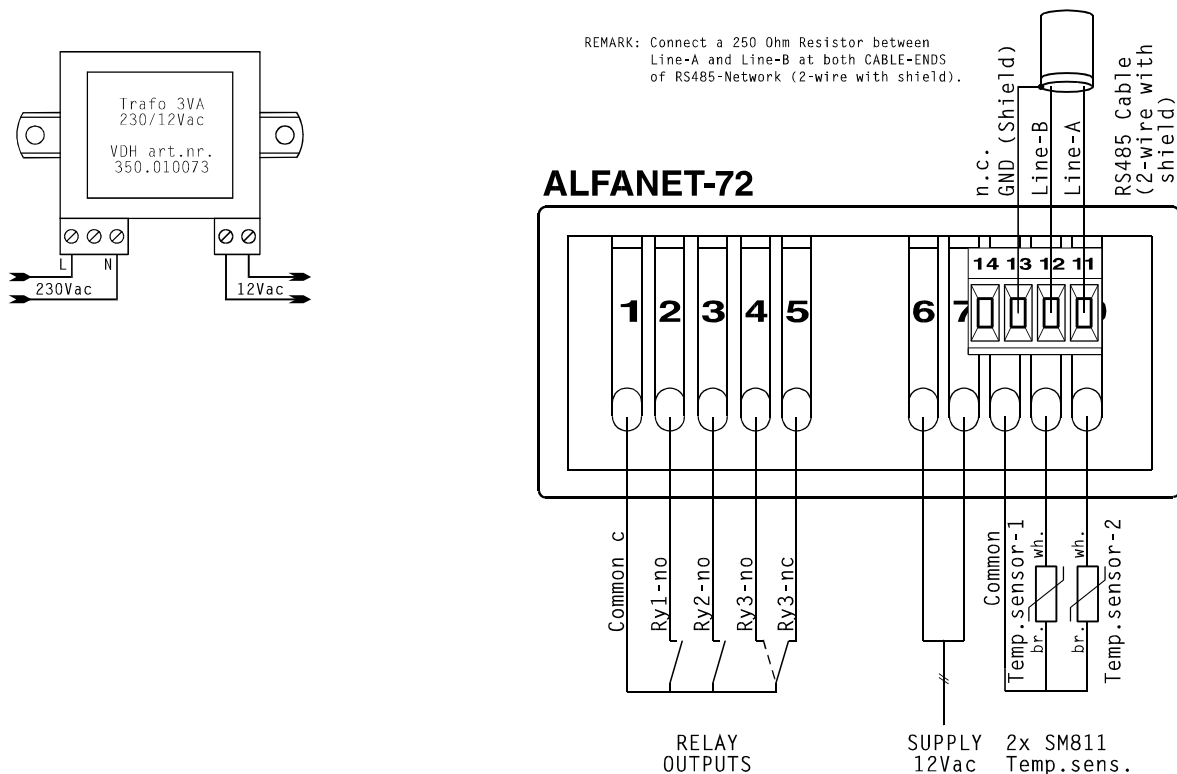 REMARK: Connect a 250 Ohm Resistor between
Line-A and Line-B at both CABLE-ENDS
of RS485-Network (2-wire with shield).
Trafo 3VA
230/12Vac
VDH art.nr.
350.010073
L
N
230Vac
12Vac
ALFANET-72
n.c.
GND (Shield)
Line-B
Line-A
RS485 Cable
(2-wire with
shield)
14 13 12 11
1 2 3 4 5 6 7
Common c
Ry1-no
Ry2-no
Ry3-no
Ry3-nc
Common
Temp.sensor-1
br. wh.
br. wh.
Temp.sensor-2
RELAY
OUTPUTS
SUPPLY
12Vac
2x SM811
Temp.sens.